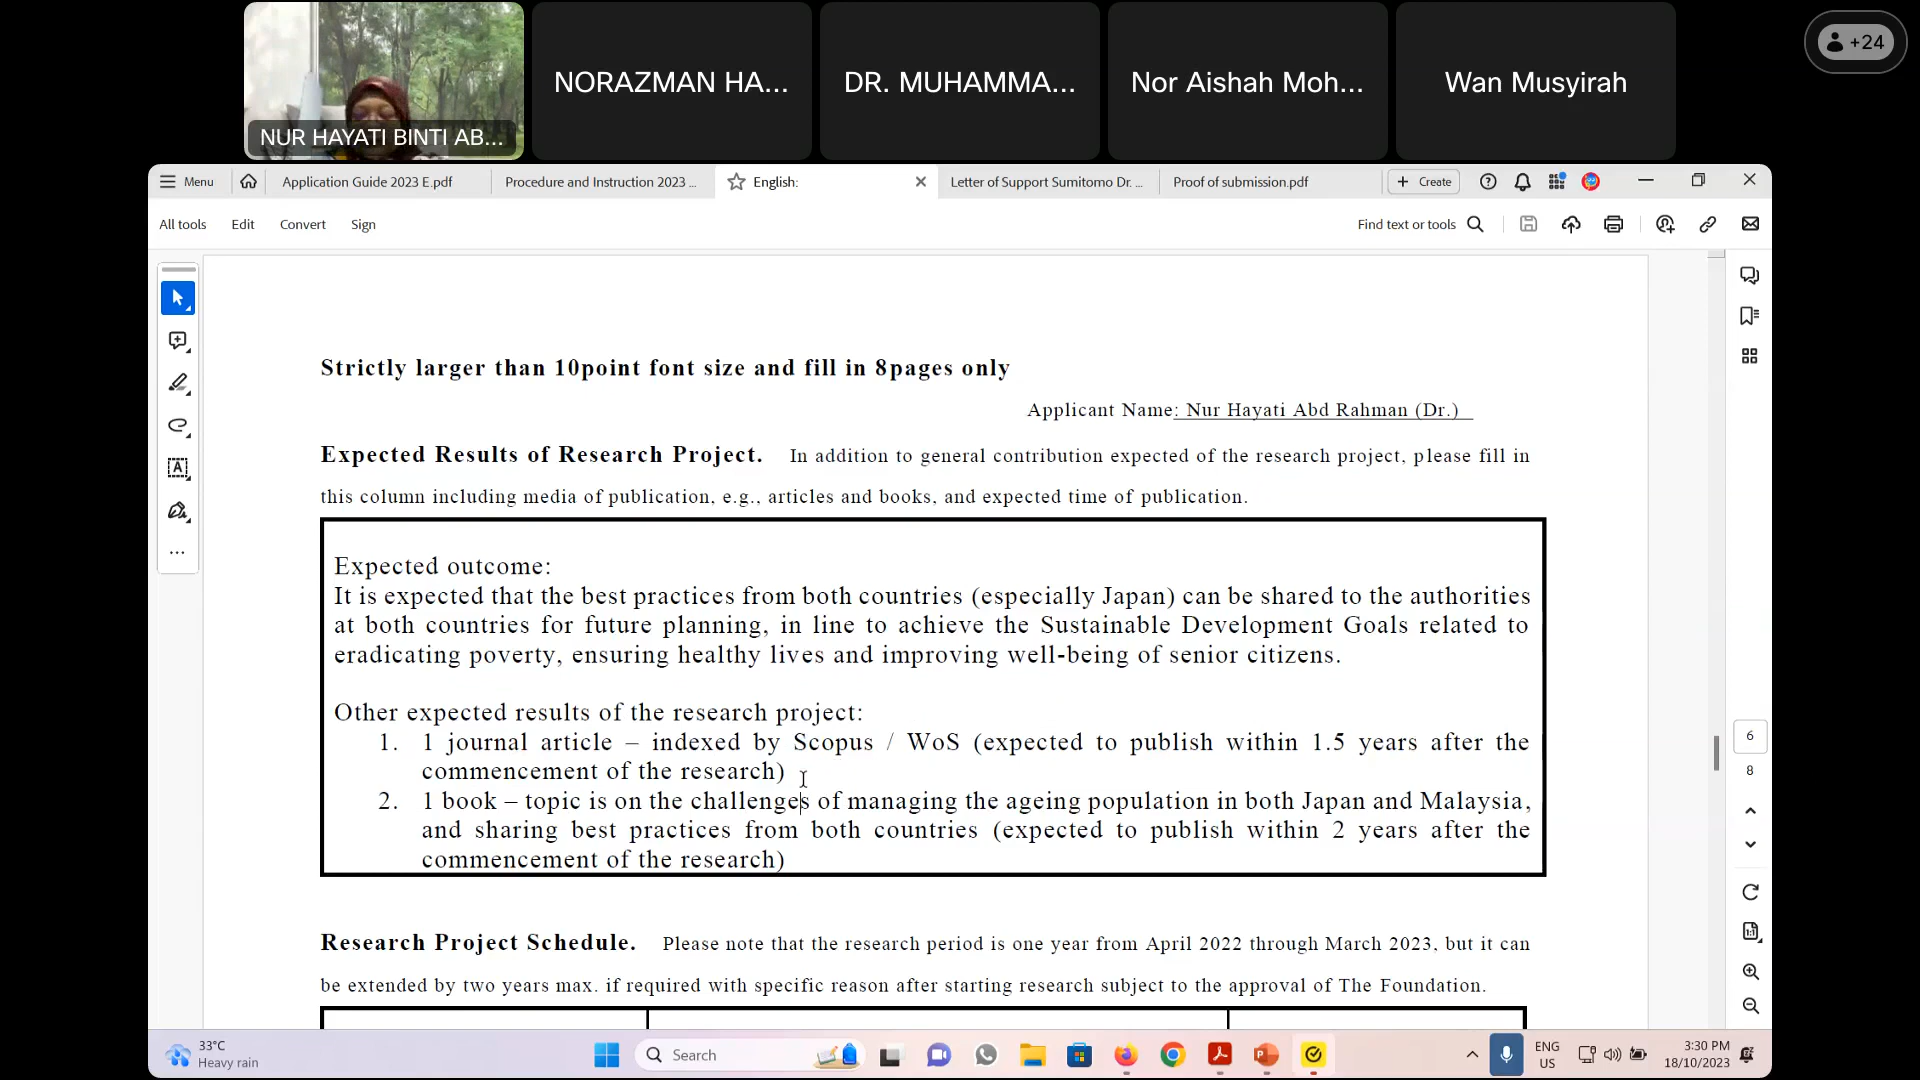 NUR HAYATI BINTI AB...
NORAZMAN HA...
DR. MUHAMMA...
Nor Aishah Moh...
Wan Musyirah
+24
Menu
Application Guide 2023 E.pdf
Procedure and Instruction 2023 ...
English:
Letter of Support Sumitomo Dr. ...
Proof of submission.pdf
Create
All tools
Edit
Convert
Sign
Find text or tools
Strictly larger than 10point font size and fill in 8pages only
Applicant Name: Nur Hayati Abd Rahman (Dr.)
Expected Results of Research Project. In addition to general contribution expected of the research project, please fill in
this column including media of publication, e.g., articles and books, and expected time of publication.
Expected outcome:
It is expected that the best practices from both countries (especially Japan) can be shared to the authorities
at both countries for future planning, in line to achieve the Sustainable Development Goals related to
eradicating poverty, ensuring healthy lives and improving well-being of senior citizens.
Other expected results of the research project:
1. 1 journal article – indexed by Scopus / WoS (expected to publish within 1.5 years after the
commencement of the research)
2. 1 book – topic is on the challenges of managing the ageing population in both Japan and Malaysia,
and sharing best practices from both countries (expected to publish within 2 years after the
commencement of the research)
Research Project Schedule. Please note that the research period is one year from April 2022 through March 2023, but it can
be extended by two years max. if required with specific reason after starting research subject to the approval of The Foundation.
6
8
33°C
Heavy rain
Search
ENG
US
3:30 PM
18/10/2023